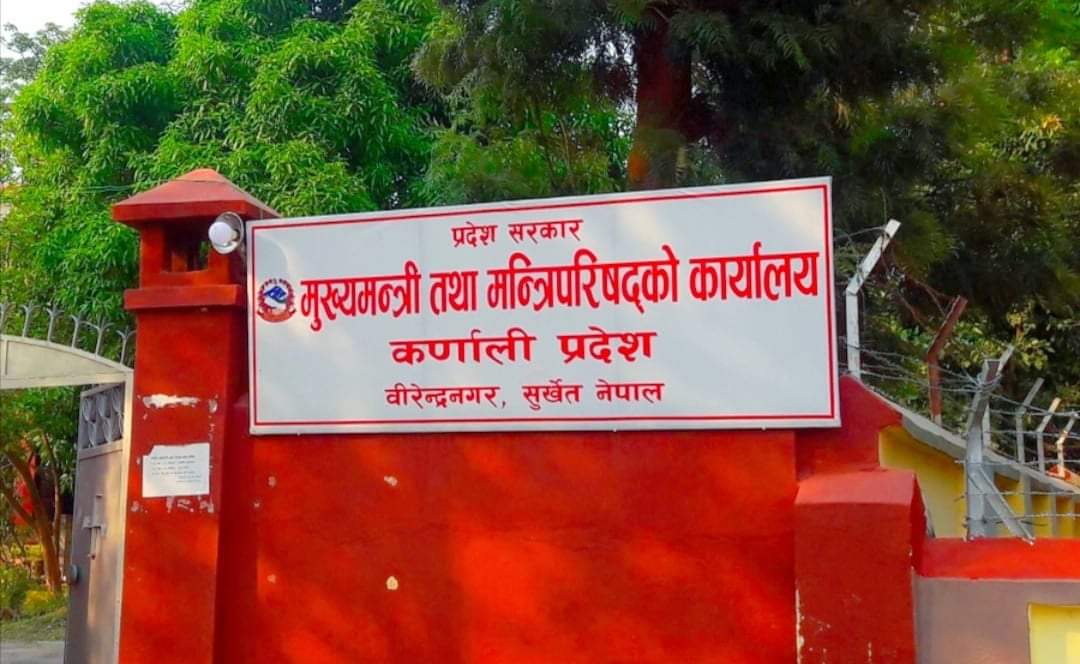 प्रदेश सरकार
मुख्यमन्त्री तथा मन्त्रिपरिषद्को कार्यालय
कर्णाली प्रदेश
वीरेन्द्रनगर, सुर्खेत नेपाल